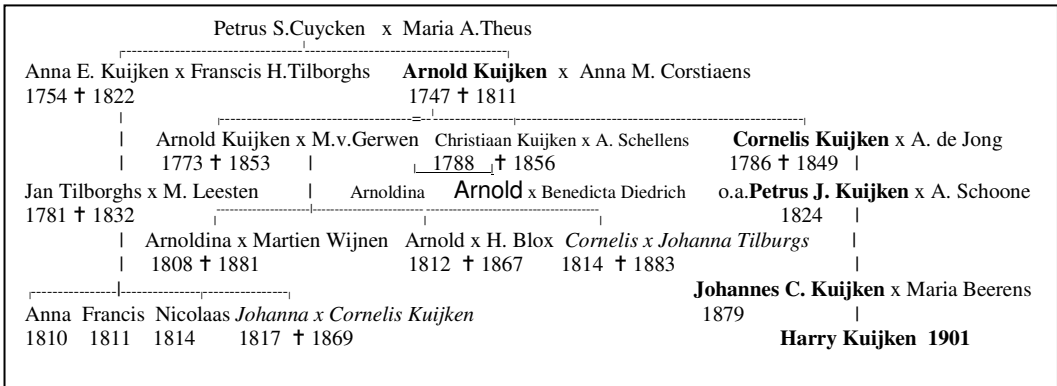 Petrus S.Cuycken x Maria A.Theus
Anna E. Kuijken x Franscis H.Tilborghs Arnold Kuijken x Anna M. Corstiaens
1754 ✝ 1822 1747 ✝ 1811
Arnold Kuijken x M.v.Gerwen Christiaan Kuijken x A. Schellens Cornelis Kuijken x A. de Jong
1773 ✝ 1853 1788 ✝ 1856 1786 ✝ 1849
Jan Tilborghs x M. Leesten Arnoldina Arnold x Benedicta Diedrich o.a.Petrus J. Kuijken x A. Schoone
1781 ✝ 1832 1824
Arnoldina x Martien Wijnen Arnold x H. Blox Cornelis x Johanna Tilburgs
1808 ✝ 1881 1812 ✝ 1867 1814 ✝ 1883
Johannes C. Kuijken x Maria Beerens
Anna Francis Nicolaas Johanna x Cornelis Kuijken 1879
1810 1811 1814 1817 ✝ 1869 Harry Kuijken 1901